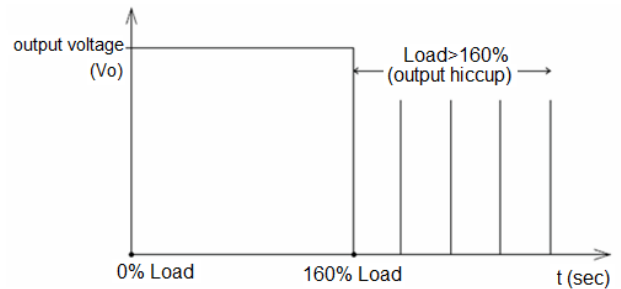 output voltage
(Vo)
Load>160%
(output hiccup)
0% Load
160% Load
t (sec)